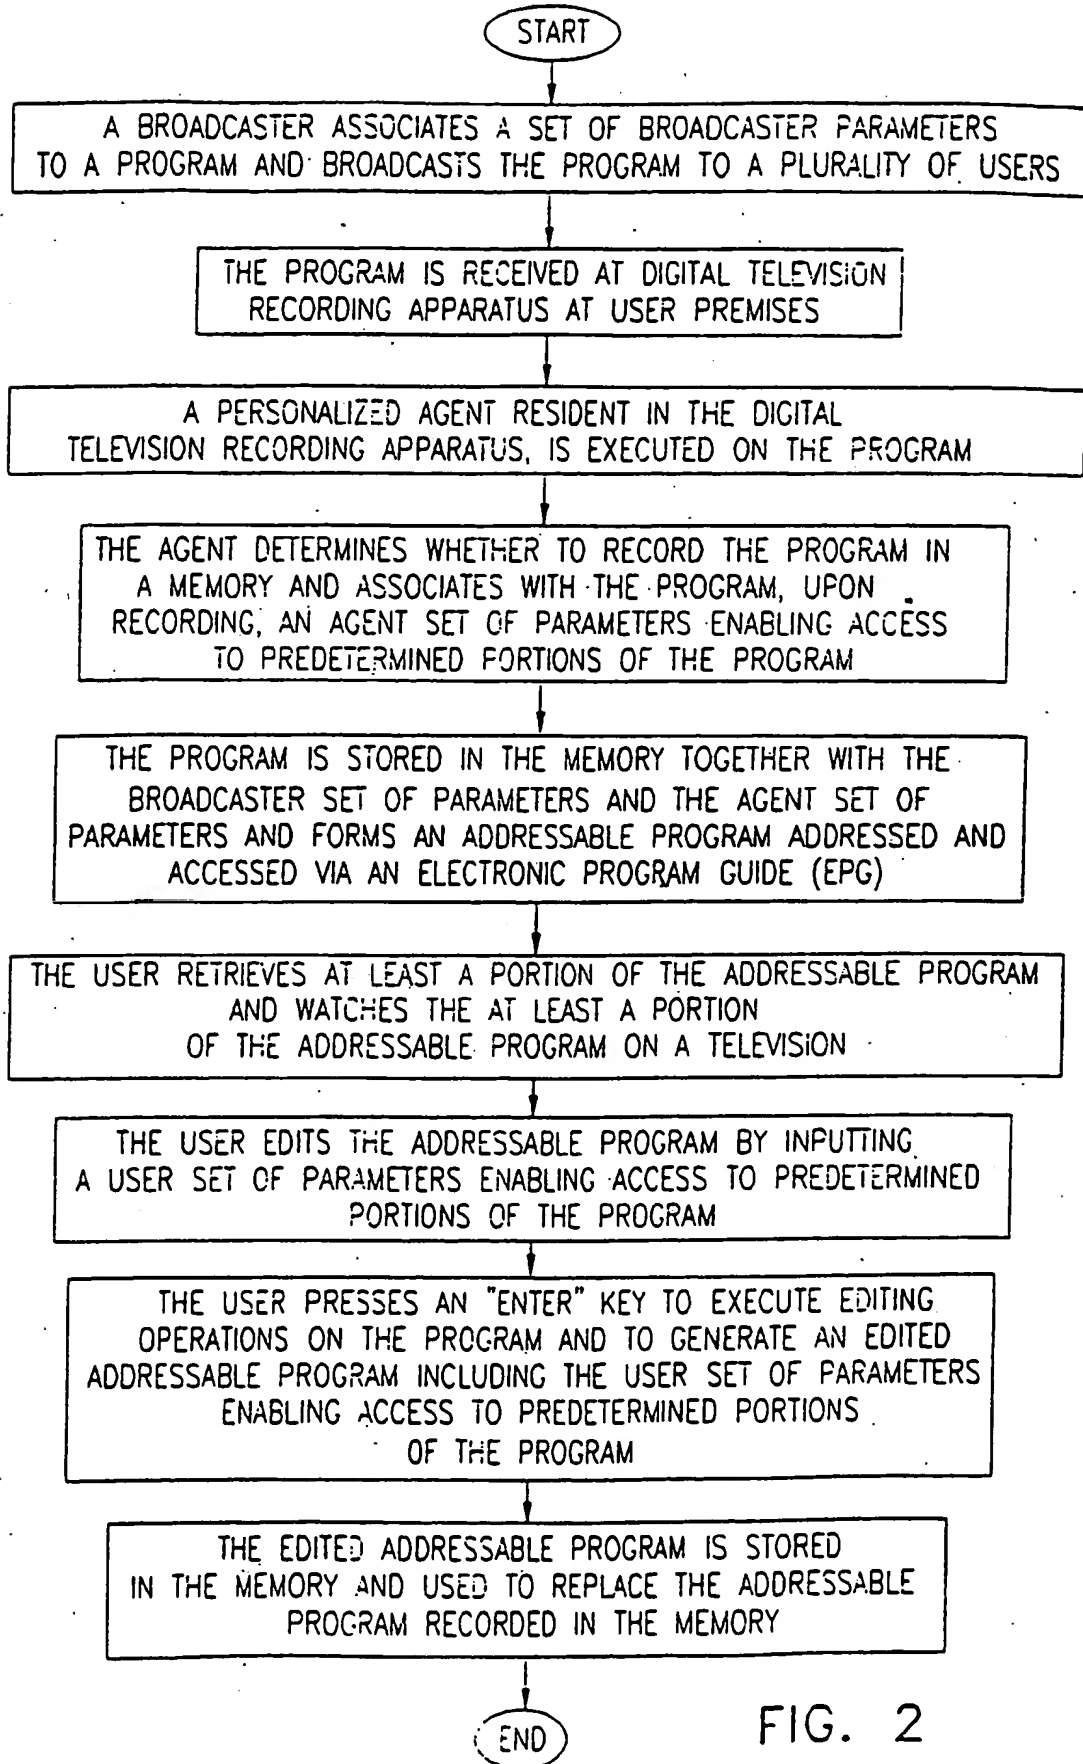 START
A BROADCASTER ASSOCIATES A SET OF BROADCASTER PARAMETERS
TO A PROGRAM AND BROADCASTS THE PROGRAM TO A PLURALITY OF USERS
THE PROGRAM IS RECEIVED AT DIGITAL TELEVISION
RECORDING APPARATUS AT USER PREMISES
A PERSONALIZED AGENT RESIDENT IN THE DIGITAL
TELEVISION RECORDING APPARATUS, IS EXECUTED ON THE PROGRAM
THE AGENT DETERMINES WHETHER TO RECORD THE PROGRAM IN
A MEMORY AND ASSOCIATES WITH THE PROGRAM, UPON
RECORDING, AN AGENT SET OF PARAMETERS ENABLING ACCESS
TO PREDETERMINED PORTIONS OF THE PROGRAM
THE PROGRAM IS STORED IN THE MEMORY TOGETHER WITH THE
BROADCASTER SET OF PARAMETERS AND THE AGENT SET OF
PARAMETERS AND FORMS AN ADDRESSABLE PROGRAM ADDRESSED AND
ACCESSED VIA AN ELECTRONIC PROGRAM GUIDE (EPG)
THE USER RETRIEVES AT LEAST A PORTION OF THE ADDRESSABLE PROGRAM
AND WATCHES THE AT LEAST A PORTION
OF THE ADDRESSABLE PROGRAM ON A TELEVISION
THE USER EDITS THE ADDRESSABLE PROGRAM BY INPUTTING
A USER SET OF PARAMETERS ENABLING ACCESS TO PREDETERMINED
PORTIONS OF THE PROGRAM
THE USER PRESSES AN "ENTER" KEY TO EXECUTE EDITING
OPERATIONS ON THE PROGRAM AND TO GENERATE AN EDITED
ADDRESSABLE PROGRAM INCLUDING THE USER SET OF PARAMETERS
ENABLING ACCESS TO PREDETERMINED PORTIONS
OF THE PROGRAM
THE EDITED ADDRESSABLE PROGRAM IS STORED
IN THE MEMORY AND USED TO REPLACE THE ADDRESSABLE
PROGRAM RECORDED IN THE MEMORY
END
FIG. 2